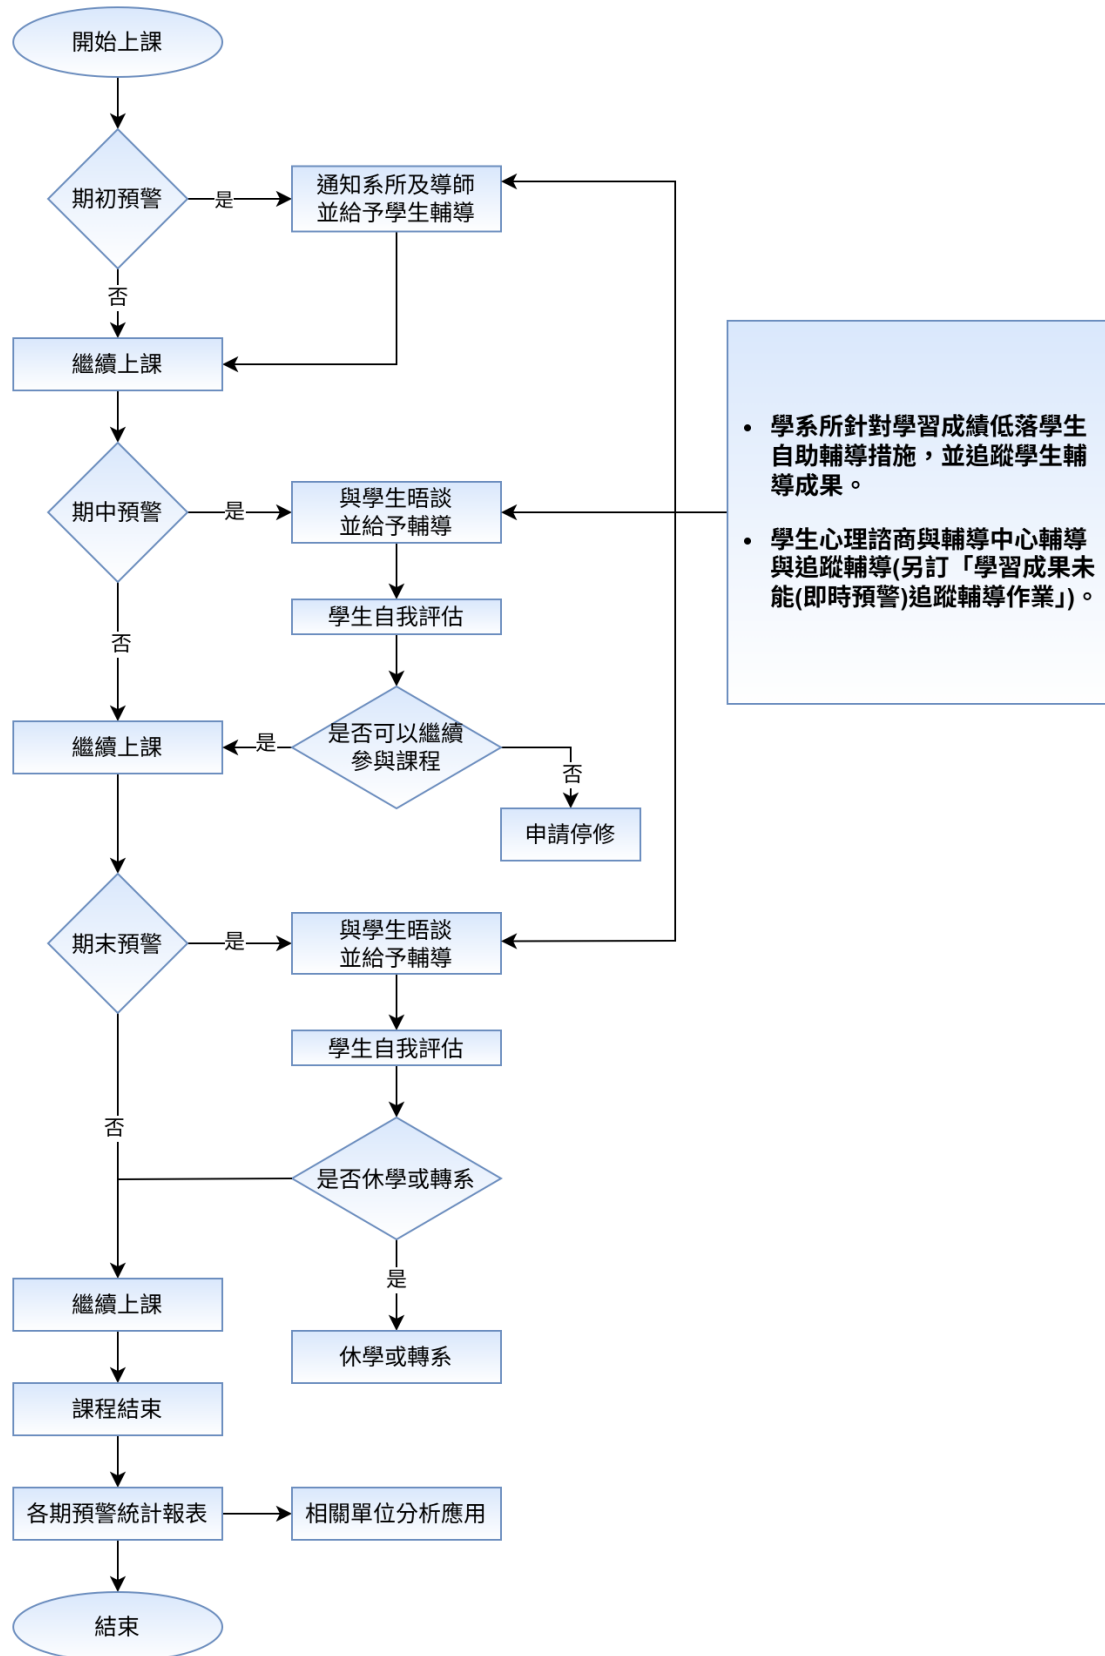 開始上課
期初預警
是
通知系所及導師
並給予學生輔導
否
繼續上課
期中預警
是
與學生晤談
並給予輔導
學生自我評估
否
是否可以繼續
參與課程
是
繼續上課
否
申請停修
期末預警
是
與學生晤談
並給予輔導
學生自我評估
否
是否休學或轉系
是
休學或轉系
繼續上課
課程結束
各期預警統計報表
相關單位分析應用
結束
• 學系所針對學習成績低落學生
自助輔導措施，並追蹤學生輔
導成果。
• 學生心理諮商與輔導中心輔導
與追蹤輔導(另訂「學習成果未
能(即時預警)追蹤輔導作業」)。